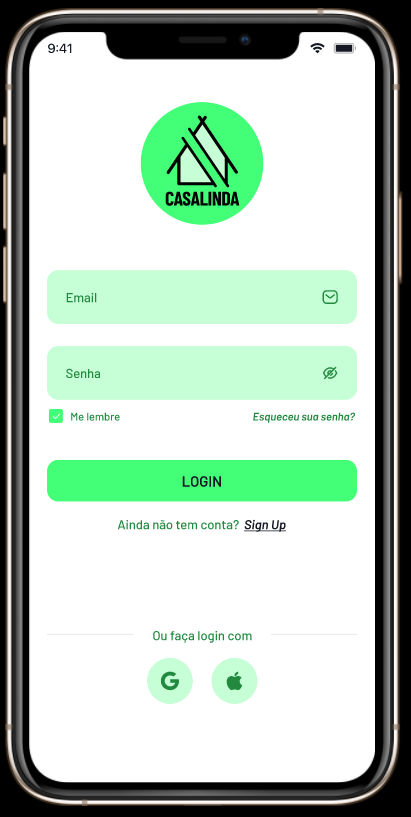 9:41
CASALINDA
Email
Senha
Me lembre
Esqueceu sua senha?
LOGIN
Ainda não tem conta? Sign Up
Ou faça login com